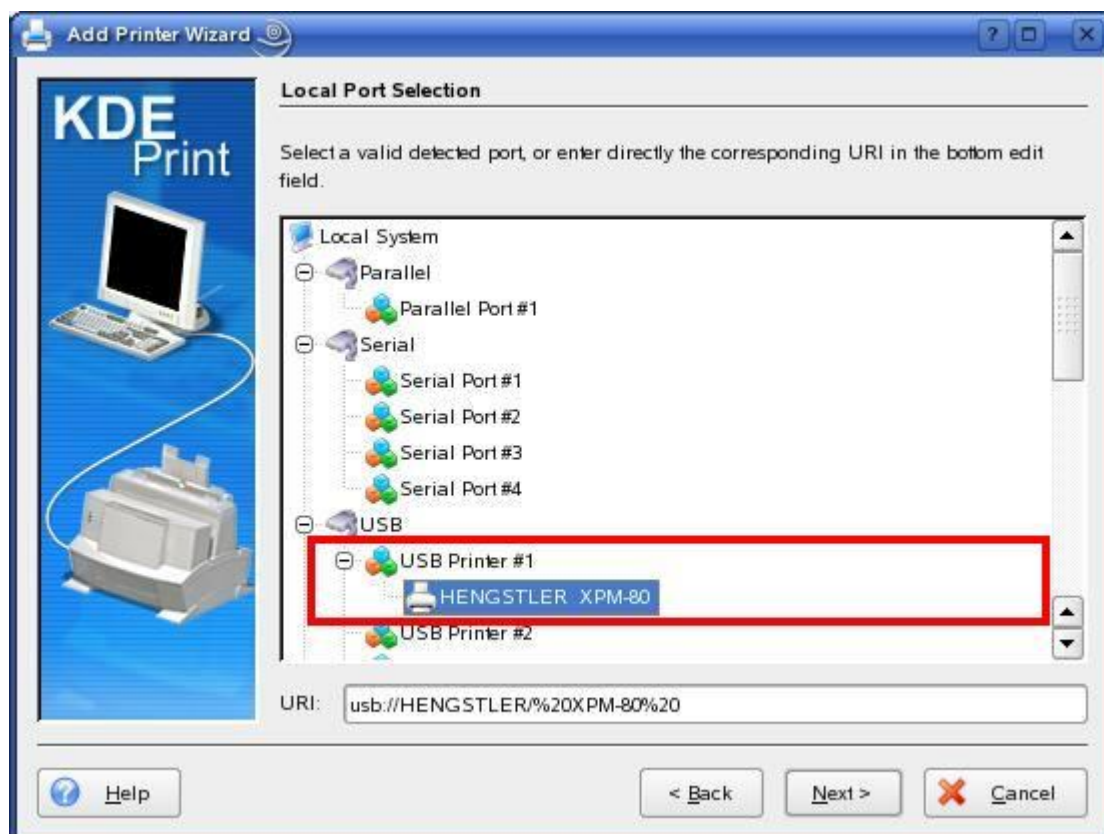 Add Printer Wizard
KDE
Print
Local Port Selection
Select a valid detected port, or enter directly the corresponding URI in the bottom edit
field.
Local System
Parallel
Parallel Port #1
Serial
Serial Port #1
Serial Port #2
Serial Port #3
Serial Port #4
USB
USB Printer #1
HENGSTLER XPM-80
USB Printer #2
URI: usb://HENGSTLER/%20XPM-80%20
Help
< Back
Next >
Cancel